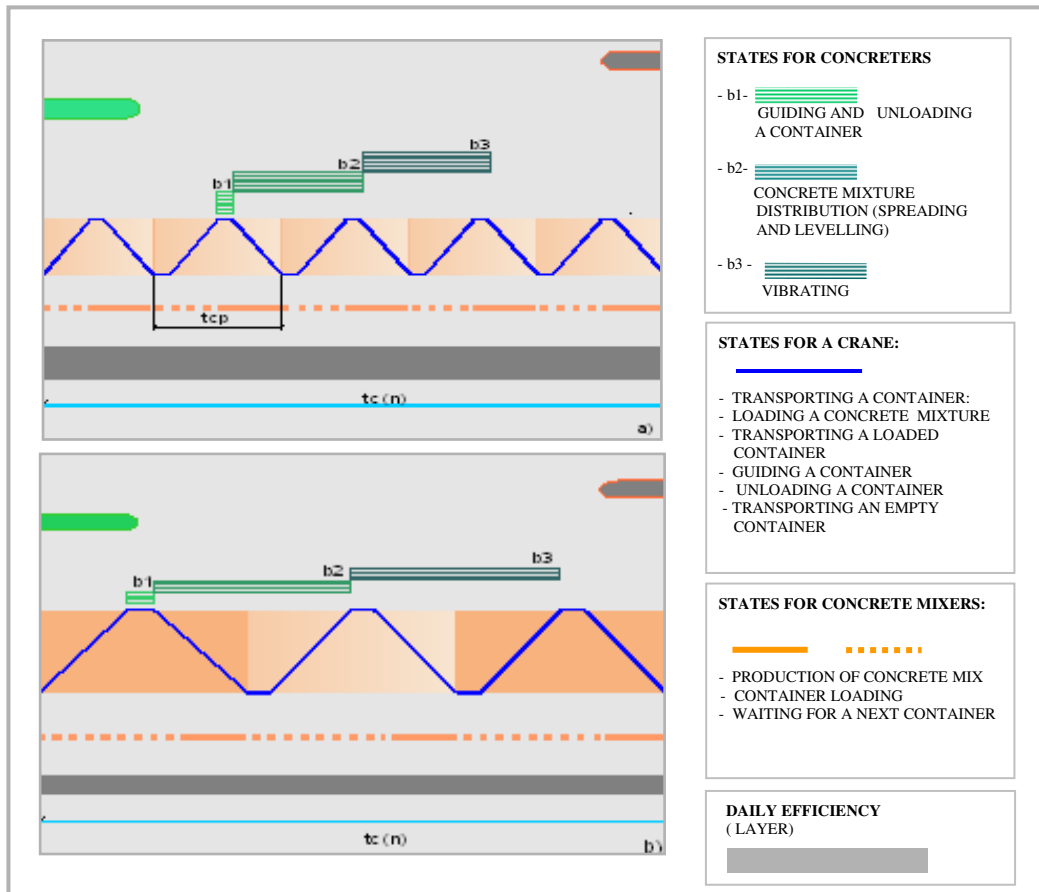 b3
b2
b1
tcp
tc (n)
a)
b3
b2
b1
tc (n)
b)
STATES FOR CONCRETERS
- b1-
GUIDING AND UNLOADING
A CONTAINER
- b2-
CONCRETE MIXTURE
DISTRIBUTION (SPREADING
AND LEVELLING)
- b3 -
VIBRATING
STATES FOR A CRANE:
- TRANSPORTING A CONTAINER:
- LOADING A CONCRETE MIXTURE
- TRANSPORTING A LOADED
CONTAINER
- GUIDING A CONTAINER
- UNLOADING A CONTAINER
- TRANSPORTING AN EMPTY
CONTAINER
STATES FOR CONCRETE MIXERS:
- PRODUCTION OF CONCRETE MIX
- CONTAINER LOADING
- WAITING FOR A NEXT CONTAINER
DAILY EFFICIENCY
( LAYER)